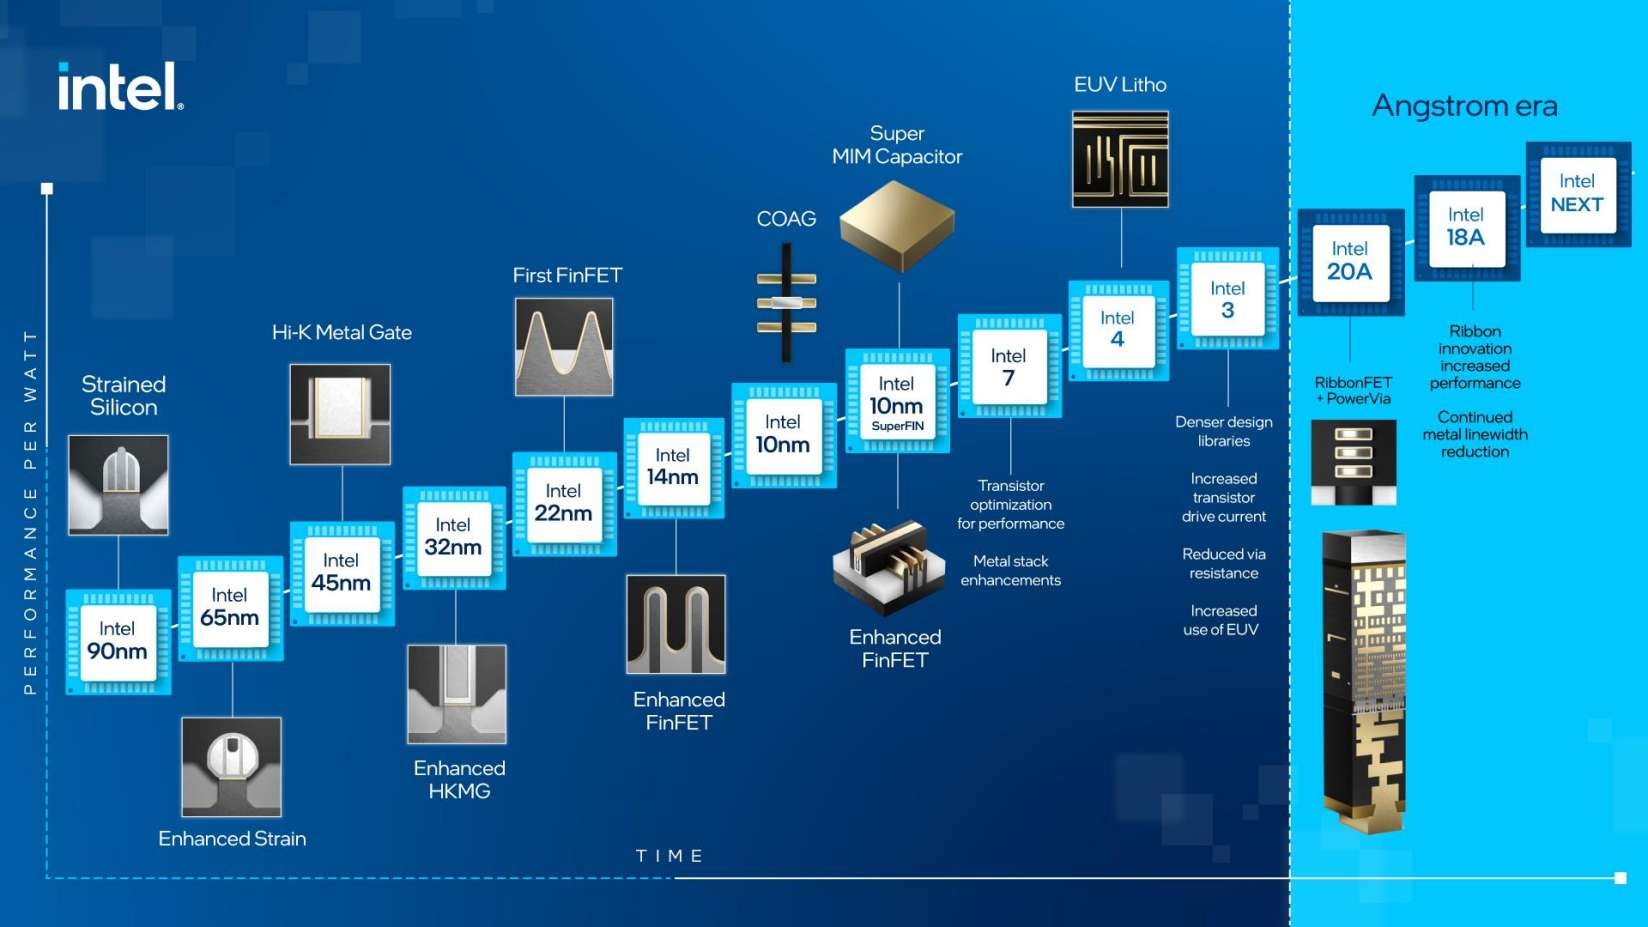 intel®
PERFORMANCE PER WATT
TIME
Strained
Silicon
Intel
90nm
Intel
65nm
Enhanced Strain
Hi-K Metal Gate
Intel
45nm
Intel
32nm
Enhanced
HKMG
First FinFET
Intel
22nm
Intel
14nm
Enhanced
FinFET
COAG
Intel
10nm
Super
MIM Capacitor
Intel
10nm
SuperFIN
Enhanced
FinFET
Intel
7
Transistor
optimization
for performance
Metal stack
enhancements
EUV Litho
Intel
4
Intel
3
Denser design
libraries
Increased
transistor
drive current
Reduced via
resistance
Increased
use of EUV
Angstrom era
Intel
20A
RibbonFET
+ PowerVia
Intel
18A
Ribbon
innovation
increased
performance
Continued
metal linewidth
reduction
Intel
NEXT